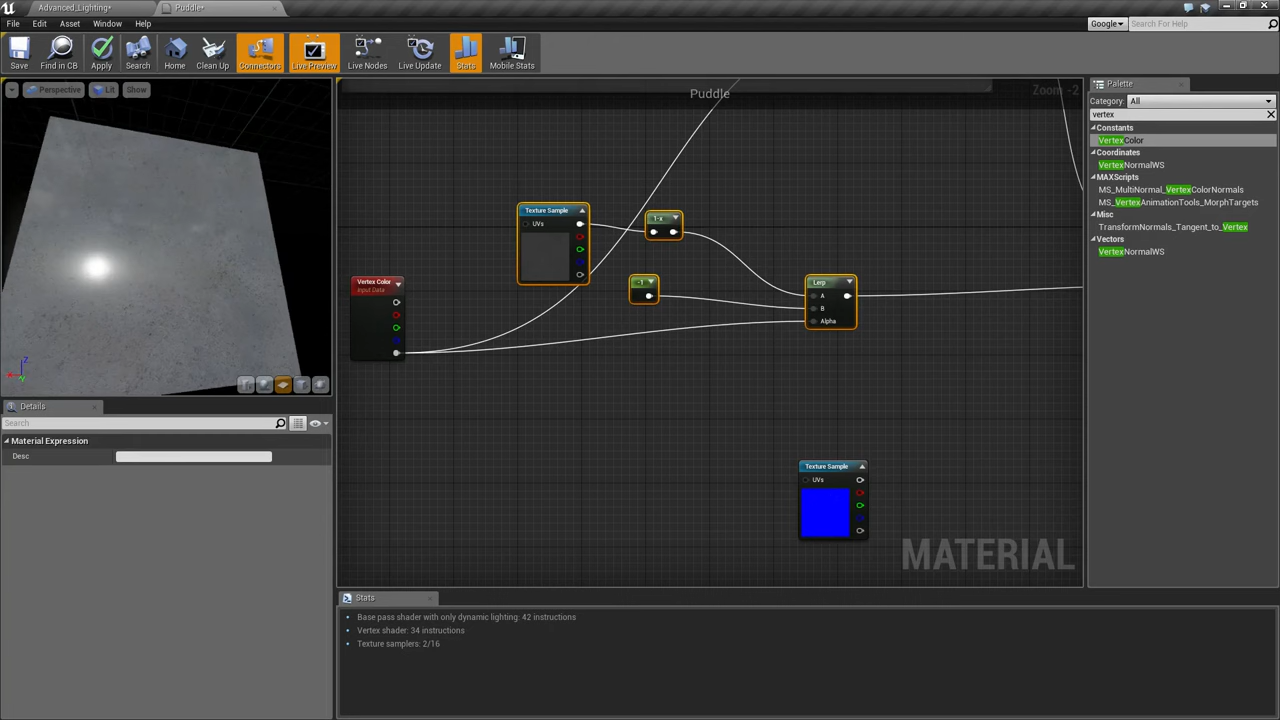 Advanced_Lighting*
Puddle*
File Edit Asset Window Help
Google
Search For Help
Save Find in CB Apply Search Home Clean Up Connectors Live Preview Live Nodes Live Update Stats Mobile Stats
Perspective Lit Show
Puddle
Zoom -2
Palette
Category: All
vertex
Constants
VertexColor
Coordinates
VertexNormalWS
MAXScripts
MS_MultiNormal_VertexColorNormals
MS_VertexAnimationTools_MorphTargets
Misc
TransformNormals_Tangent_to_Vertex
Vectors
VertexNormalWS
Texture Sample
UVs
1-x
Vertex Color
Input Data
Lerp
A
B
Alpha
Texture Sample
UVs
MATERIAL
Z
Details
Search
Material Expression
Desc
Stats
Base pass shader with only dynamic lighting: 42 instructions
Vertex shader: 34 instructions
Texture samplers: 2/16